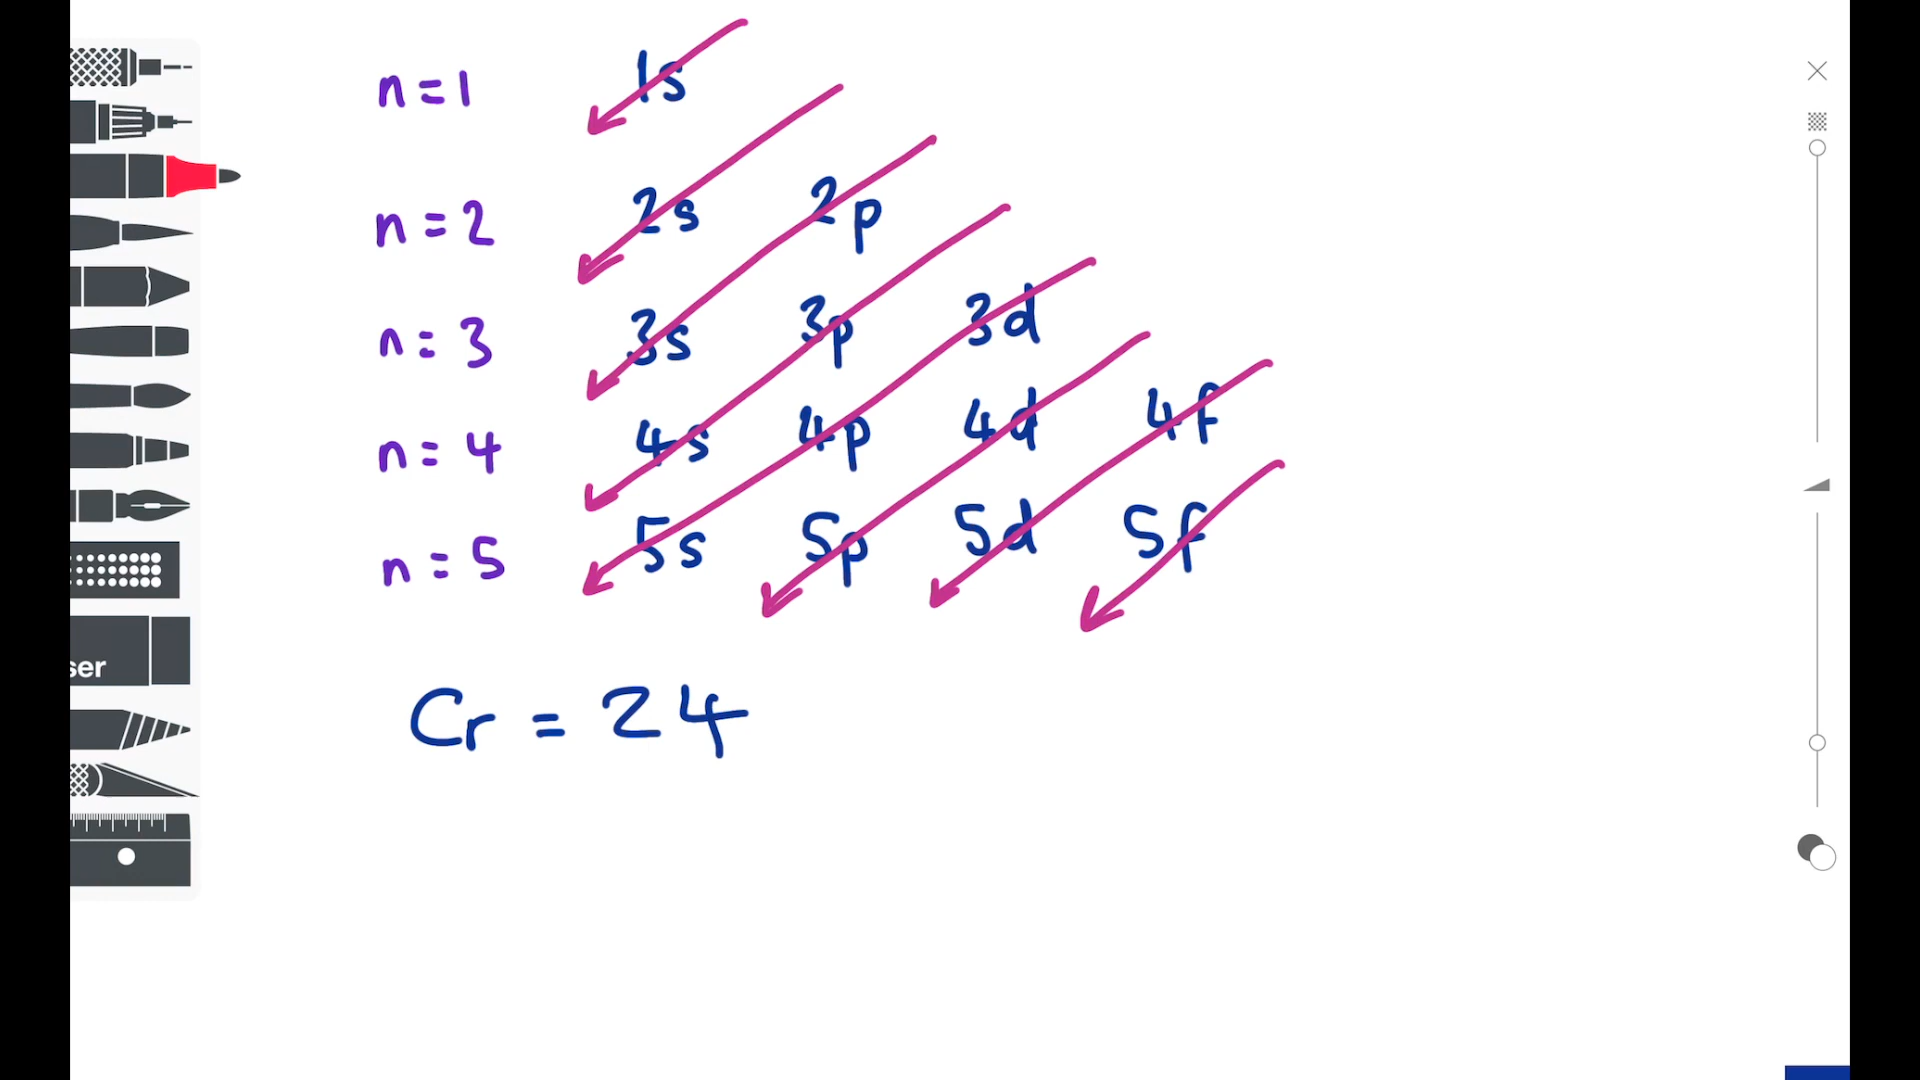 n=1 1s
n=2 2s 2p
n=3 3s 3p 3d
n=4 4s 4p 4d 4f
n=5 5s 5p 5d 5f
ser
Cr = 24